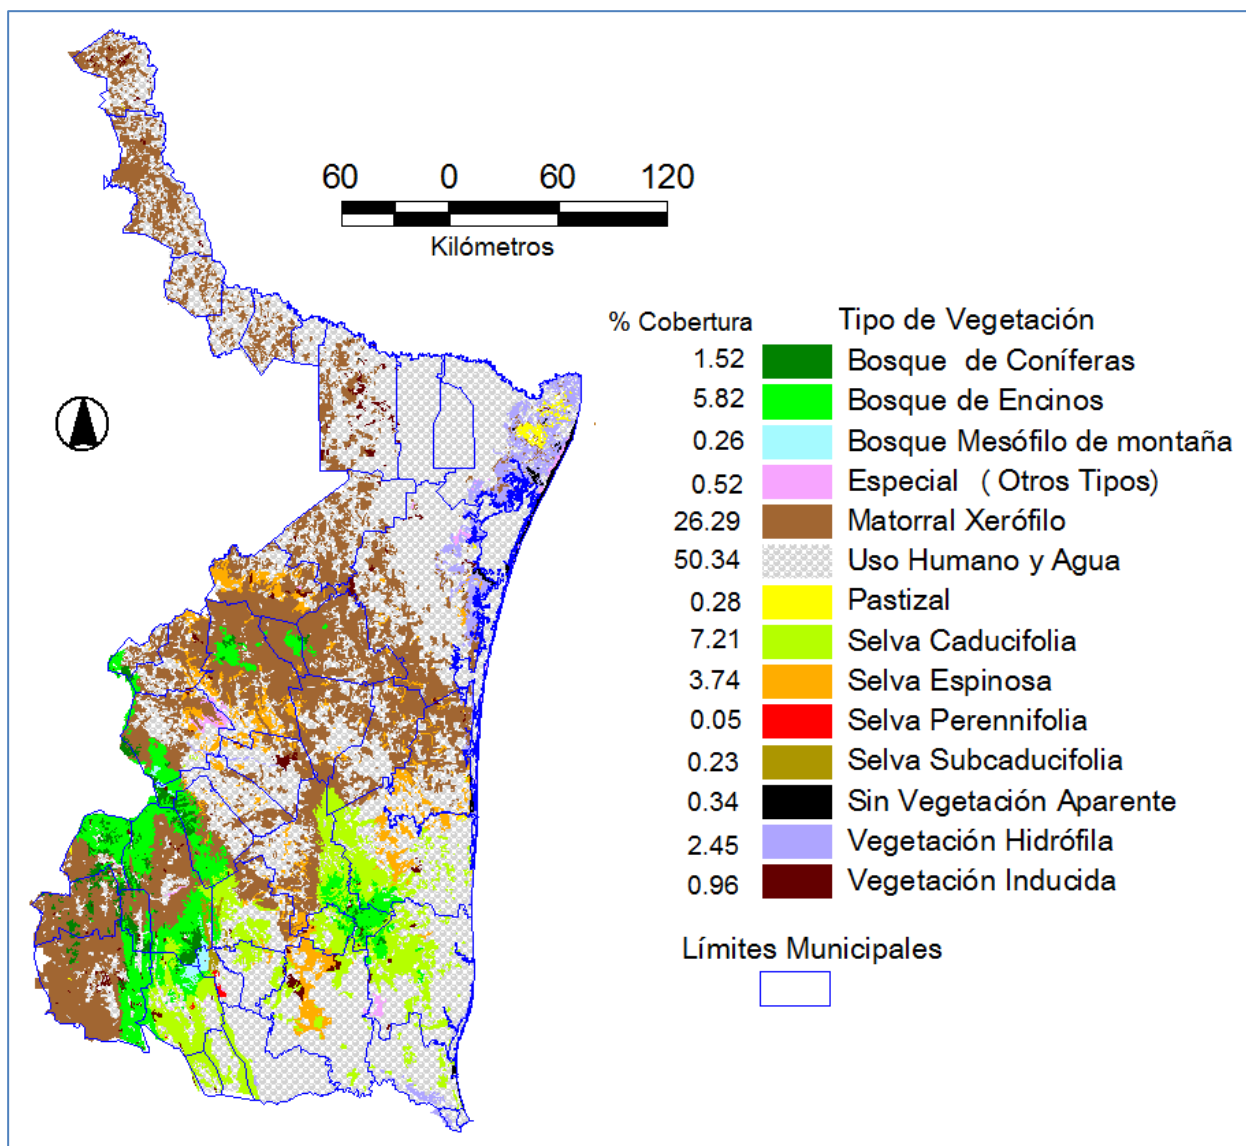 60 0 60 120
Kilómetros
% Cobertura Tipo de Vegetación
1.52 Bosque de Coníferas
5.82 Bosque de Encinos
0.26 Bosque Mesófilo de montaña
0.52 Especial ( Otros Tipos)
26.29 Matorral Xerófilo
50.34 Uso Humano y Agua
0.28 Pastizal
7.21 Selva Caducifolia
3.74 Selva Espinosa
0.05 Selva Perennifolia
0.23 Selva Subcaducifolia
0.34 Sin Vegetación Aparente
2.45 Vegetación Hidrófila
0.96 Vegetación Inducida
Límites Municipales